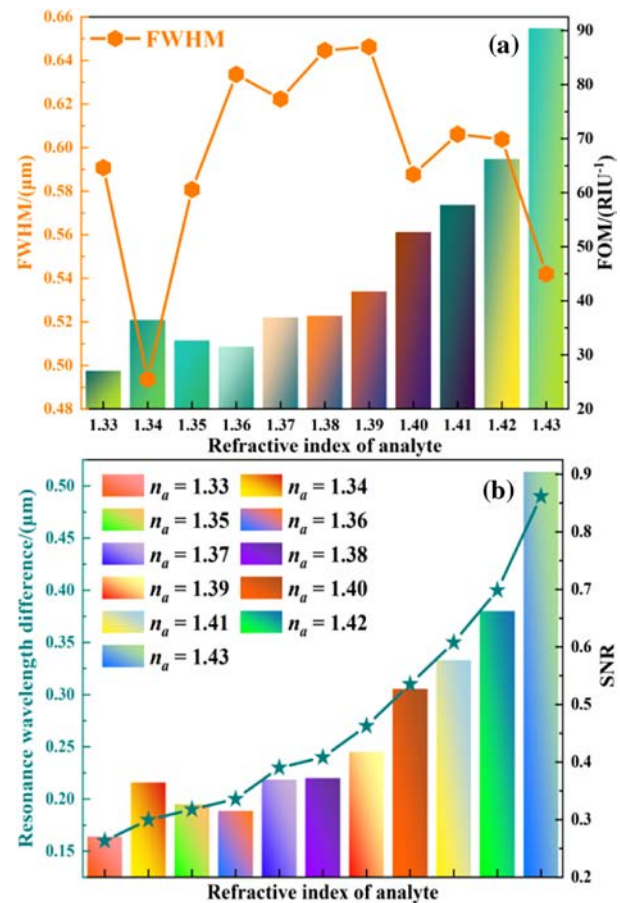 (a)
FWHM
FWHM/(μm)
0.66
0.64
0.62
0.60
0.58
0.56
0.54
0.52
0.50
0.48
FOM/(RIU⁻¹)
90
80
70
60
50
40
30
20
1.33 1.34 1.35 1.36 1.37 1.38 1.39 1.40 1.41 1.42 1.43
Refractive index of analyte
(b)
Resonance wavelength difference/(μm)
0.50
0.45
0.40
0.35
0.30
0.25
0.20
0.15
nₐ = 1.33 nₐ = 1.34
nₐ = 1.35 nₐ = 1.36
nₐ = 1.37 nₐ = 1.38
nₐ = 1.39 nₐ = 1.40
nₐ = 1.41 nₐ = 1.42
nₐ = 1.43
SNR
0.9
0.8
0.7
0.6
0.5
0.4
0.3
0.2
Refractive index of analyte